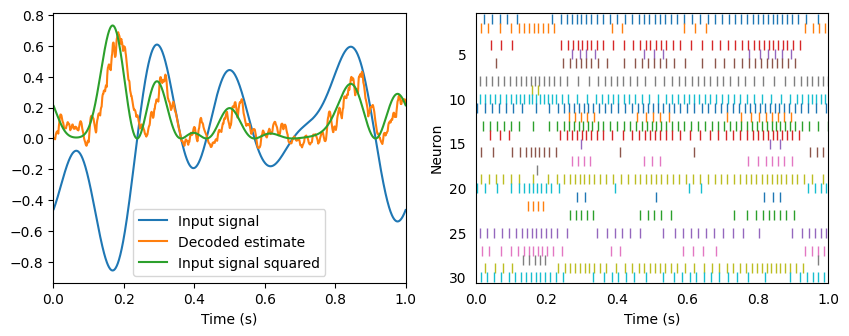 0.8
0.6
0.4
0.2
0.0
−0.2
−0.4
−0.6
−0.8
0.0 0.2 0.4 0.6 0.8 1.0
Time (s)
Input signal
Decoded estimate
Input signal squared
Neuron
5
10
15
20
25
30
0.0 0.2 0.4 0.6 0.8 1.0
Time (s)